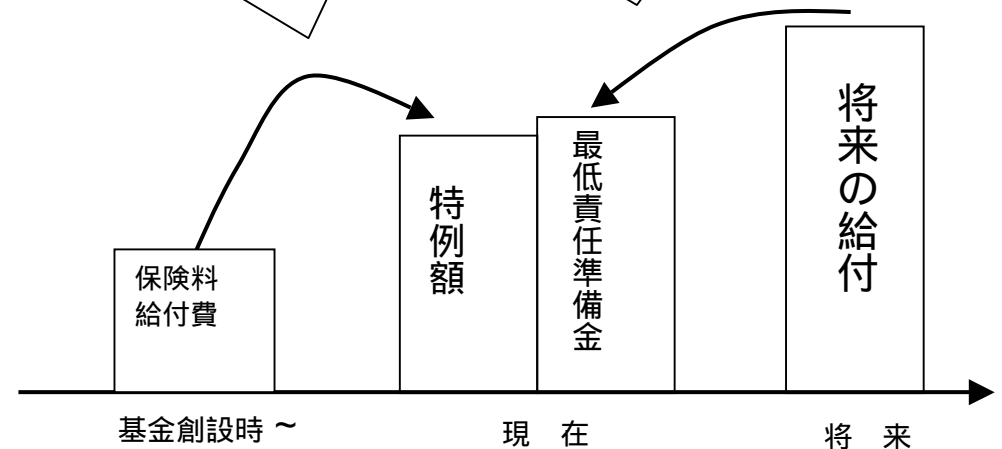 保険料
給付費
特例額
最低責任準備金
将来の給付
基金創設時 ~
現 在
将 来